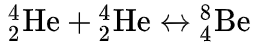 ⁴₂He + ⁴₂He ↔ ⁸₄Be